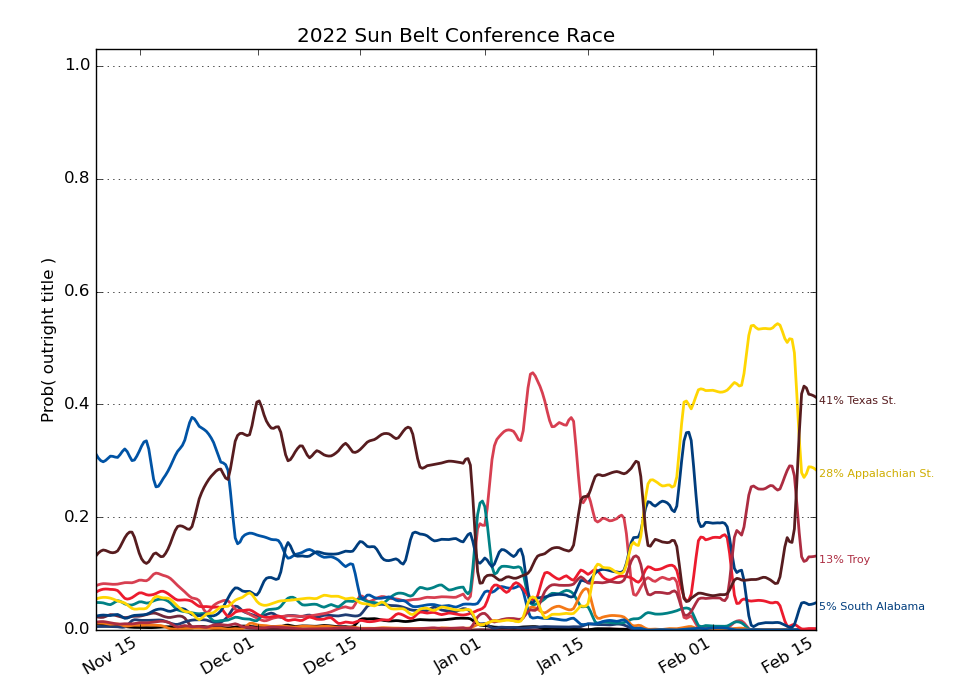 2022 Sun Belt Conference Race
Prob( outright title )
1.0
0.8
0.6
0.4
0.2
0.0
41% Texas St.
28% Appalachian St.
13% Troy
5% South Alabama
Nov 15
Dec 01
Dec 15
Jan 01
Jan 15
Feb 01
Feb 15